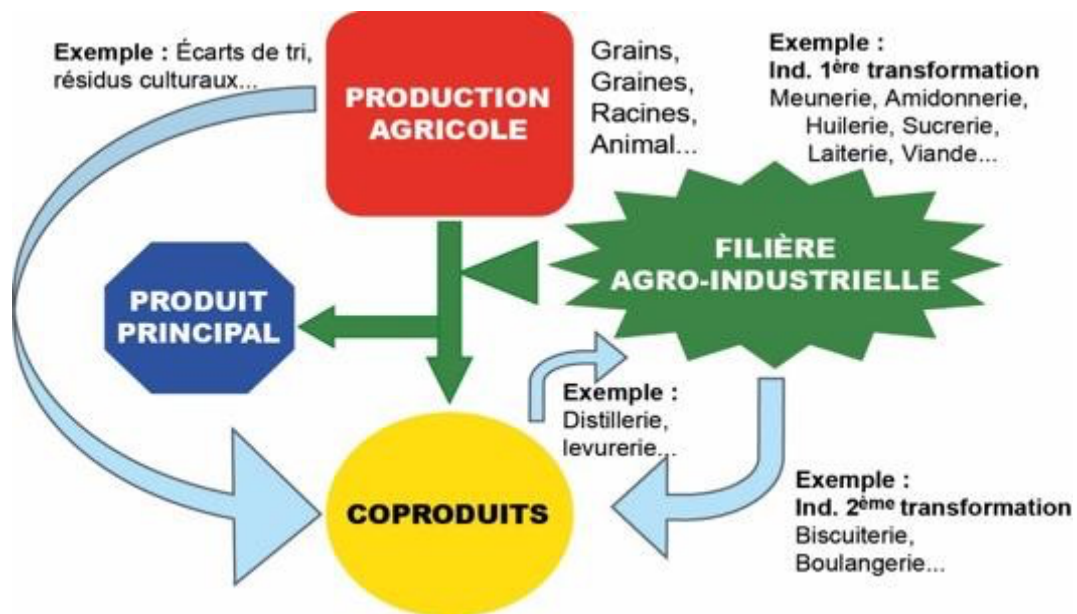 Exemple : Écarts de tri,
résidus culturaux...
PRODUCTION
AGRICOLE
Grains,
Graines,
Racines,
Animal...
Exemple :
Ind. 1ère transformation
Meunerie, Amidonnerie,
Huilerie, Sucrerie,
Laiterie, Viande...
FILIÈRE
AGRO-INDUSTRIELLE
PRODUIT
PRINCIPAL
Exemple :
Distillerie,
levurerie...
COPRODUITS
Exemple :
Ind. 2ème transformation
Biscuiterie,
Boulangerie...